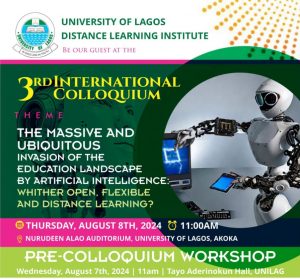 UNIVERSITY OF LAGOS
DISTANCE LEARNING INSTITUTE
BE OUR GUEST AT THE
3RD INTERNATIONAL
COLLOQUIUM
THEME
THE MASSIVE AND
UBIQUITOUS
INVASION OF THE
EDUCATION LANDSCAPE
BY ARTIFICIAL INTELLIGENCE:
WHITHER OPEN, FLEXIBLE
AND DISTANCE LEARNING?
THURSDAY, AUGUST 8TH, 2024 11:00AM
NURUDEEN ALAO AUDITORIUM, UNIVERSITY OF LAGOS, AKOKA
PRE-COLLOQUIUM WORKSHOP
Wednesday, August 7th, 2024 | 11am | Tayo Aderinokun Hall, UNILAG